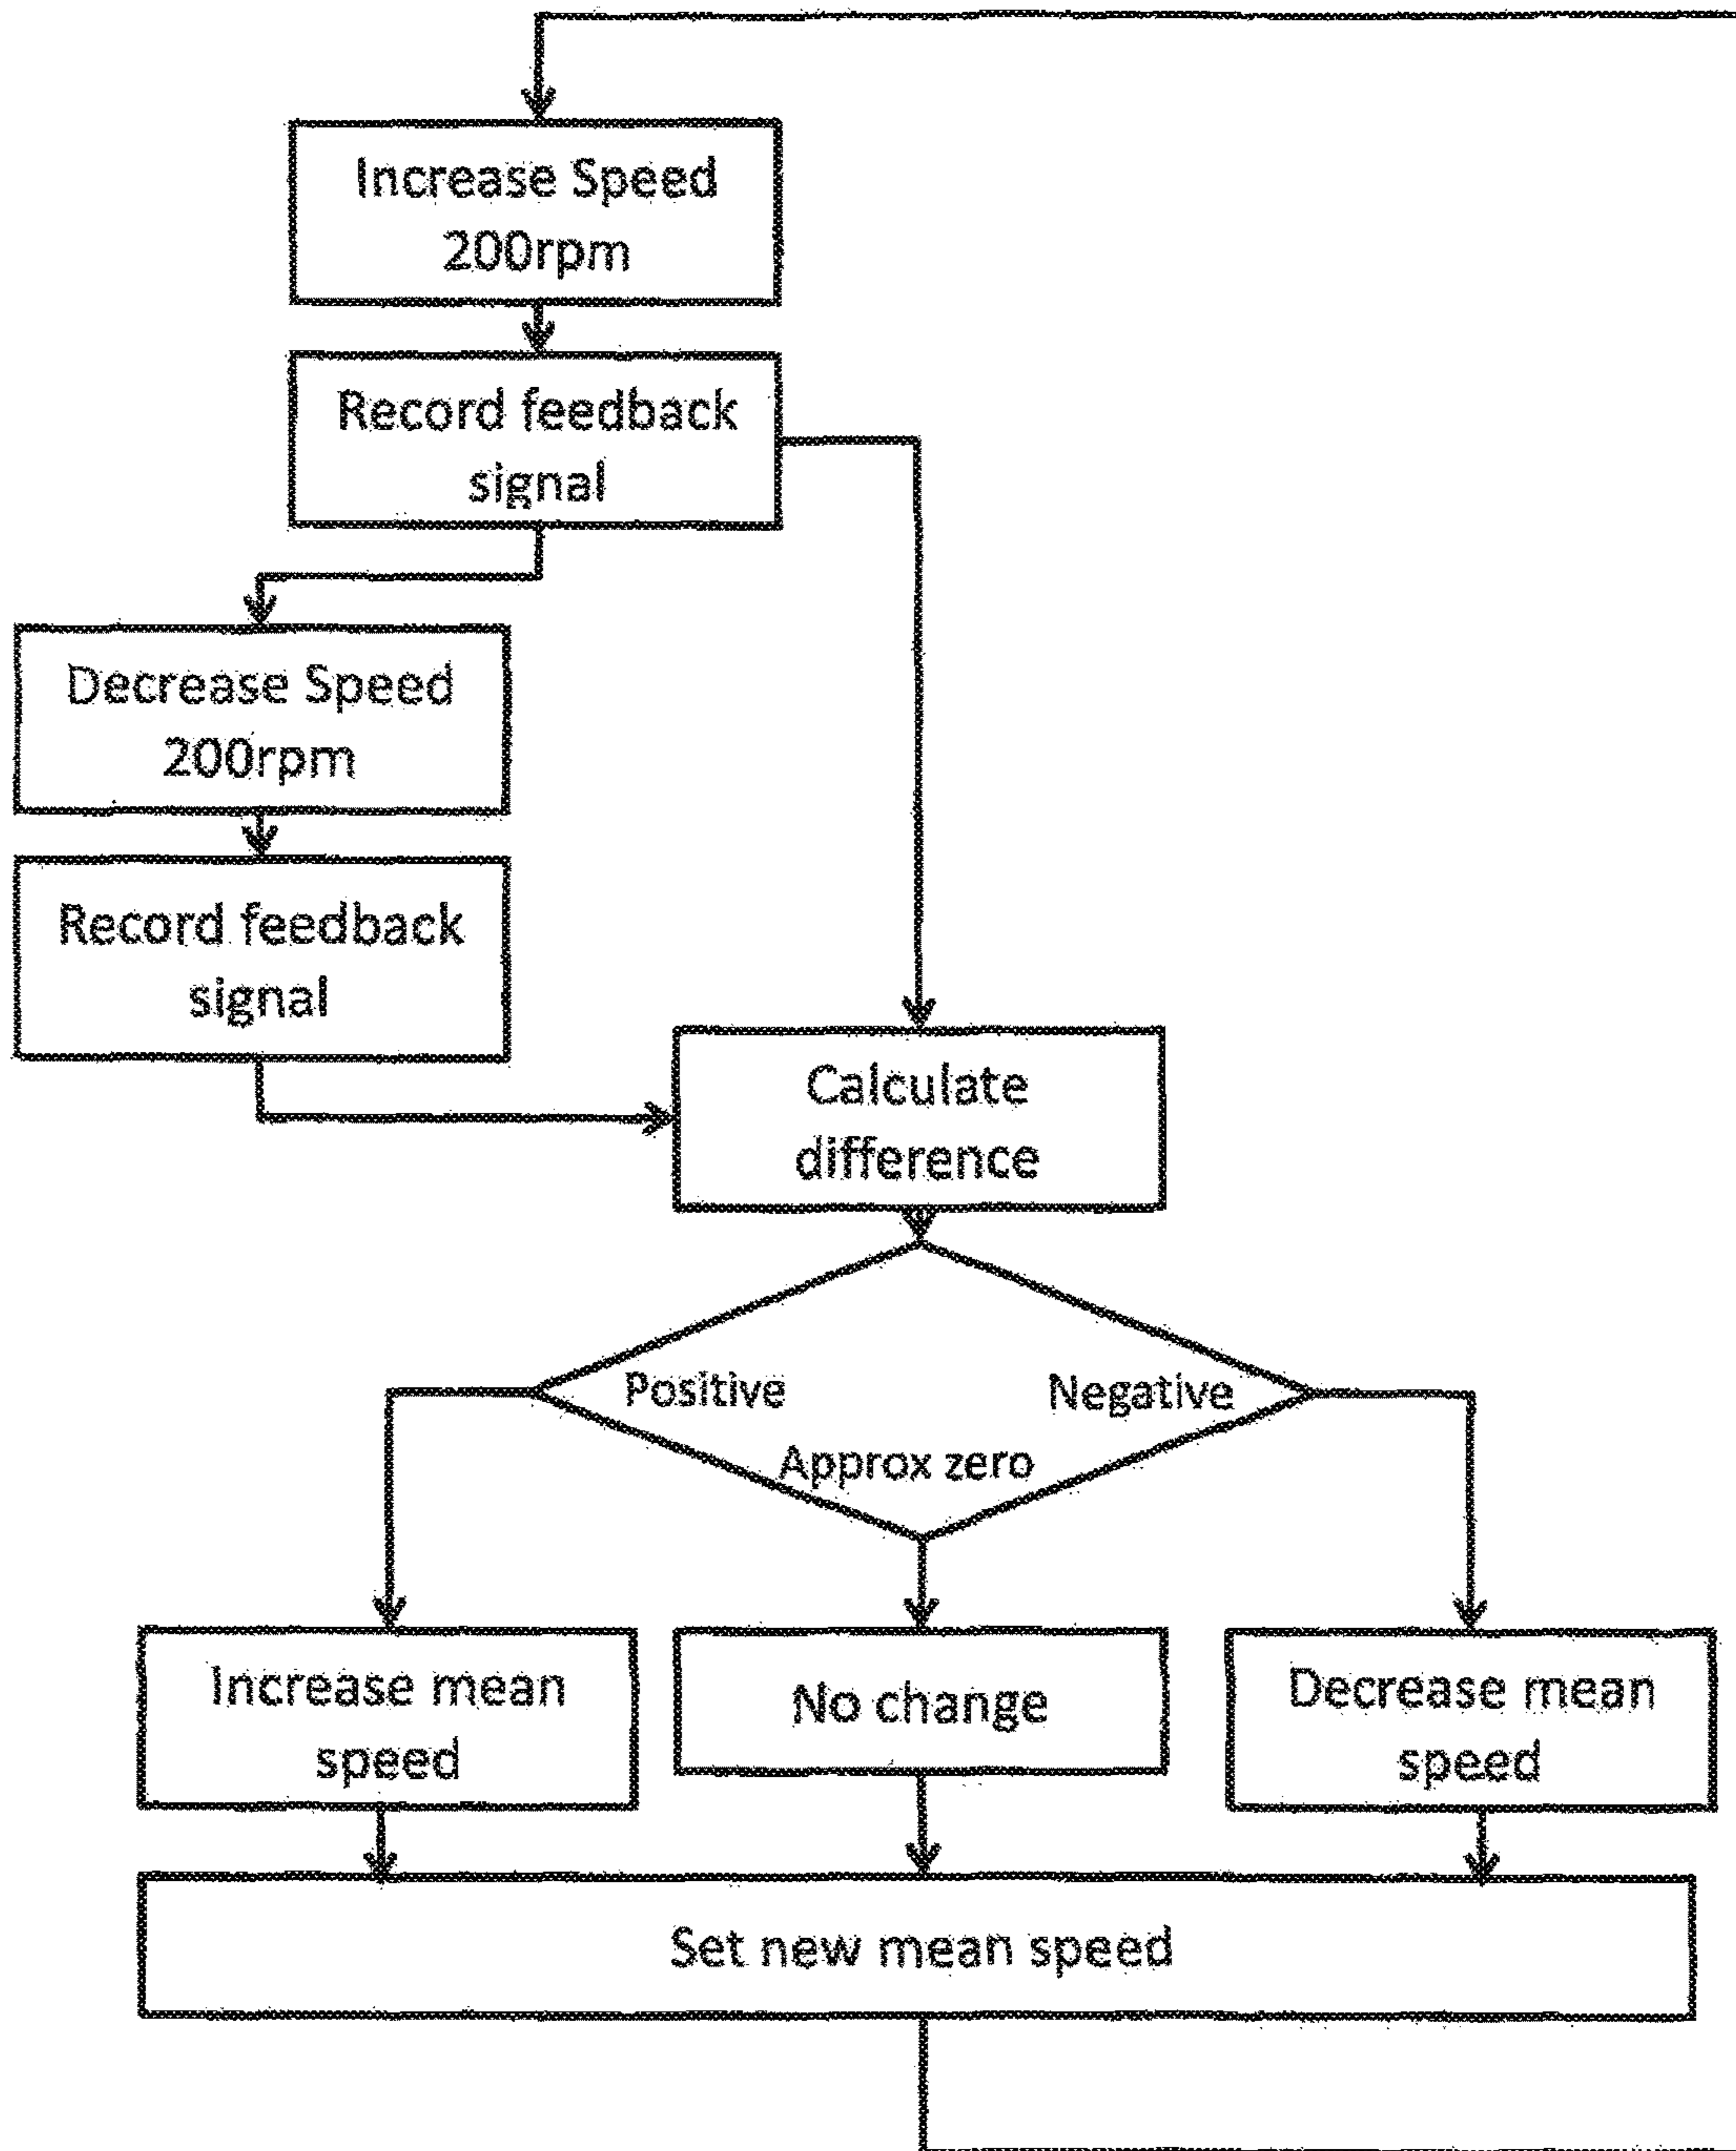 Increase Speed
200rpm
Record feedback
signal
Decrease Speed
200rpm
Record feedback
signal
Calculate
difference
Positive
Negative
Approx zero
Increase mean
speed
No change
Decrease mean
speed
Set new mean speed